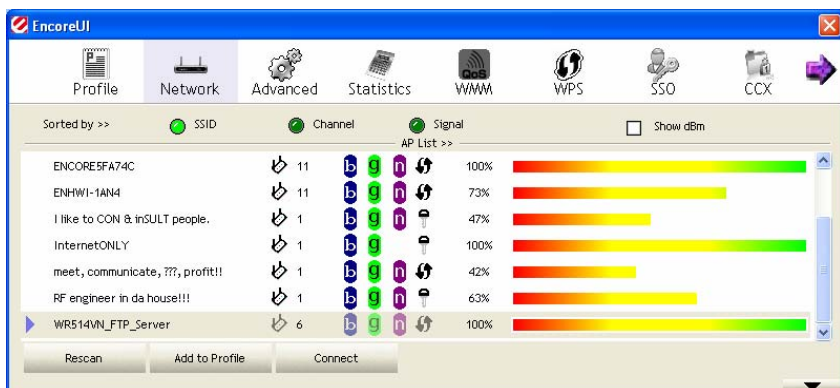 EncoreUI
Profile Network Advanced Statistics QoS WMM WPS SSO CCX
Sorted by >> SSID Channel Signal Show dBm
AP List >>
ENCORE5FA74C 11 b g n 100%
ENHWI-1AN4 11 b g n 73%
I like to CON & inSULT people. 1 b g n 47%
InternetONLY 1 b g 100%
meet, communicate, ???, profit!! 1 b g n 42%
RF engineer in da house!!! 1 b g n 63%
WR514VN_FTP_Server 6 b g n 100%
Rescan Add to Profile Connect